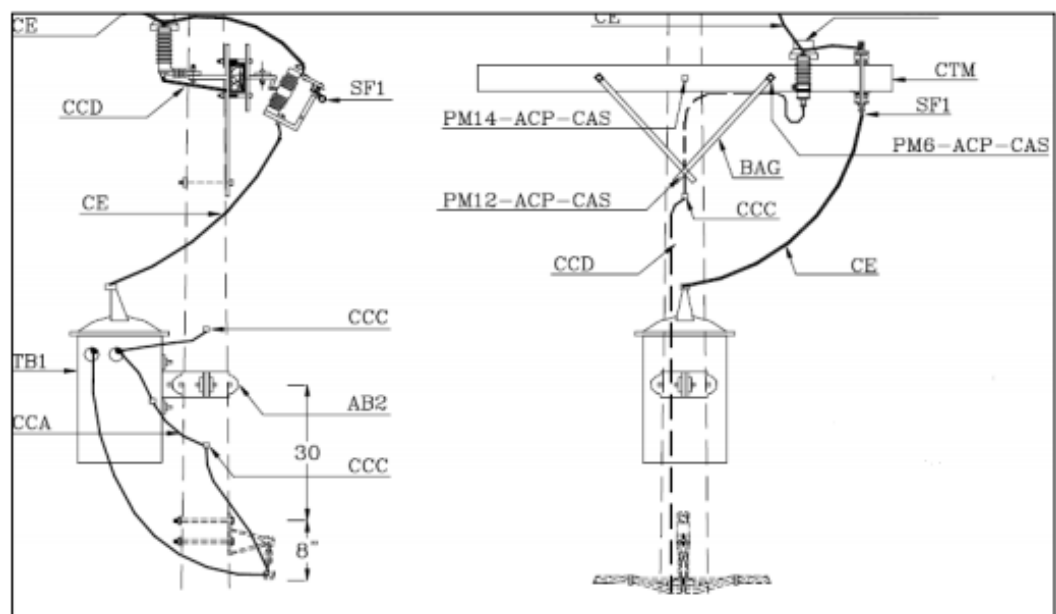 CE
CCD
SF1
CE
CCC
TB1
AB2
CCA
30
CCC
8"
CE
CTM
SF1
PM14-ACP-CAS
PM6-ACP-CAS
BAG
PM12-ACP-CAS
CCC
CCD
CE